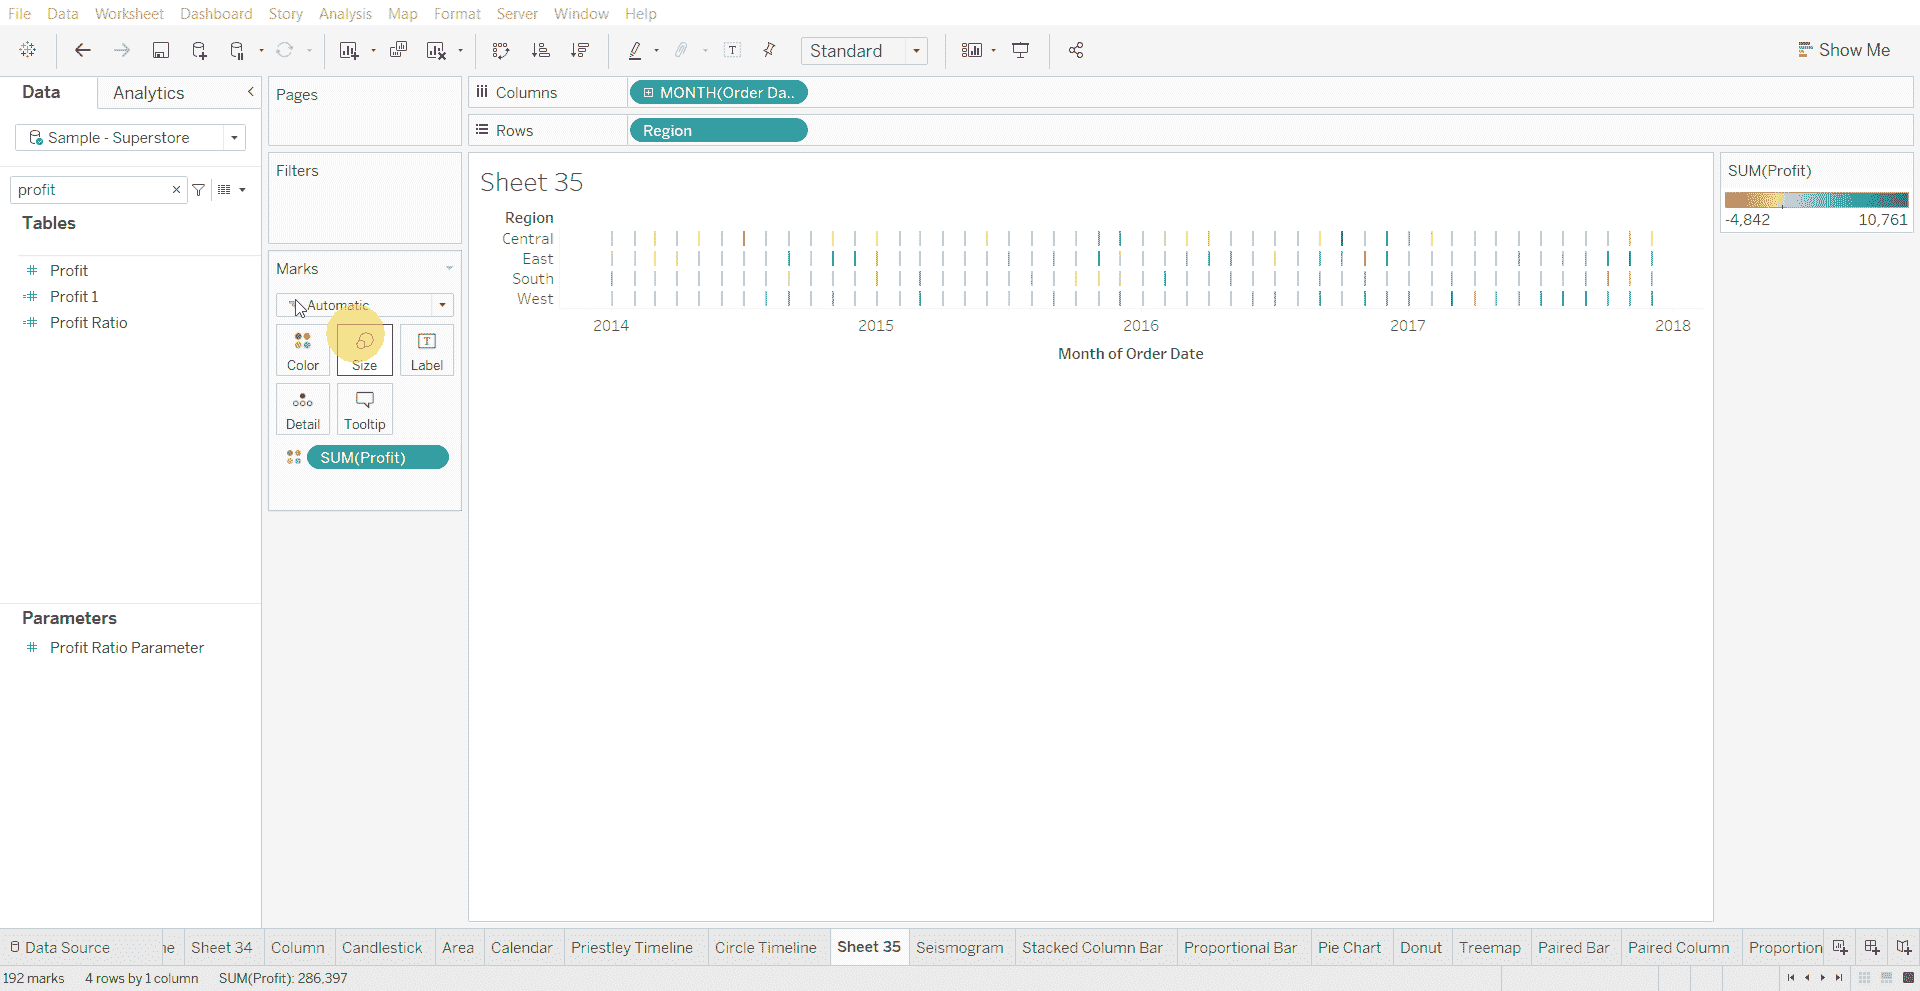 File Data Worksheet Dashboard Story Analysis Map Format Server Window Help
Standard
Show Me
Data Analytics
Sample - Superstore
profit
Tables
Profit
Profit 1
Profit Ratio
Parameters
Profit Ratio Parameter
Pages
Filters
Marks
Automatic
Color Size Label
Detail Tooltip
SUM(Profit)
Columns MONTH(Order Da..
Rows Region
Sheet 35
Region
Central
East
South
West
2014 2015 2016 2017 2018
Month of Order Date
SUM(Profit)
-4,842 10,761
Data Source Sheet 34 Column Candlestick Area Calendar Priestley Timeline Circle Timeline Sheet 35 Seismogram Stacked Column Bar Proportional Bar Pie Chart Donut Treemap Paired Bar Paired Column Proportion
192 marks 4 rows by 1 column SUM(Profit): 286,397